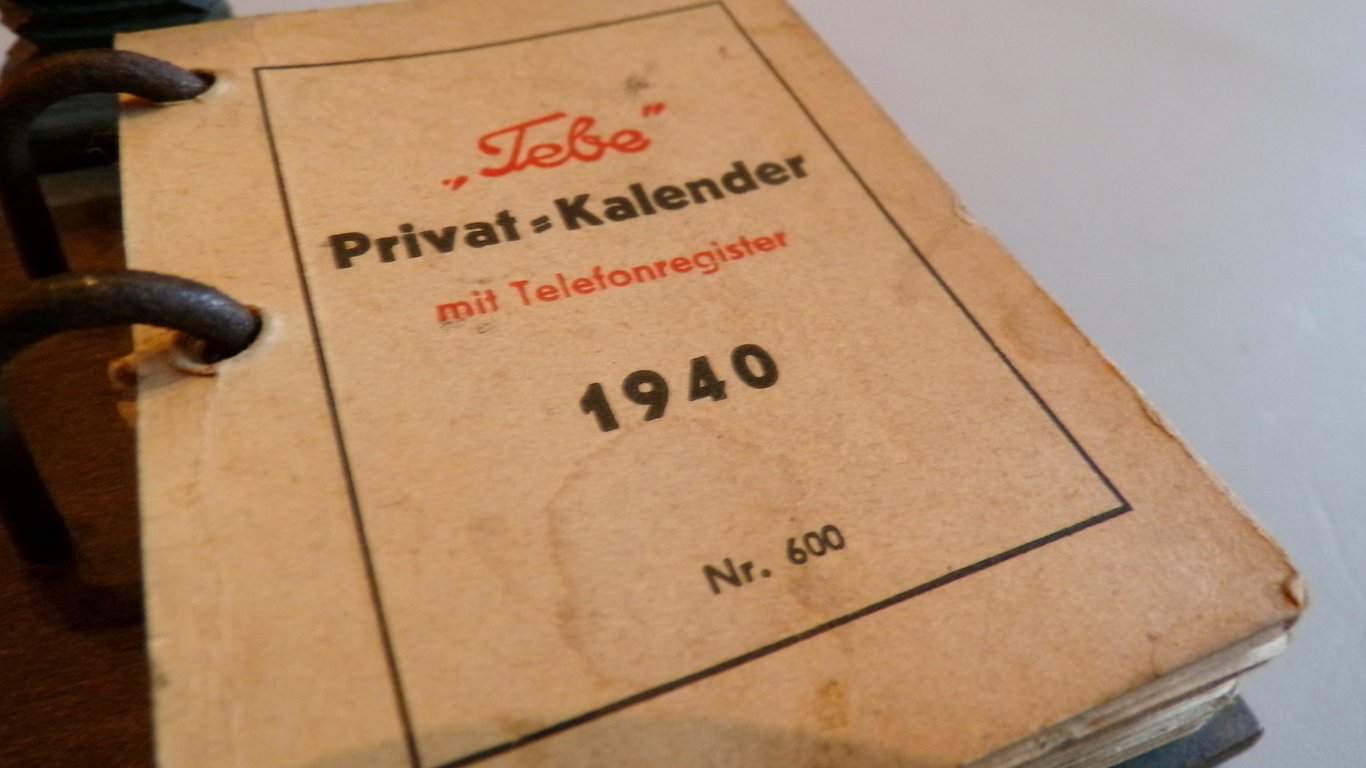 „Tebe”
Privat=Kalender
mit Telefonregister
1940
Nr. 600